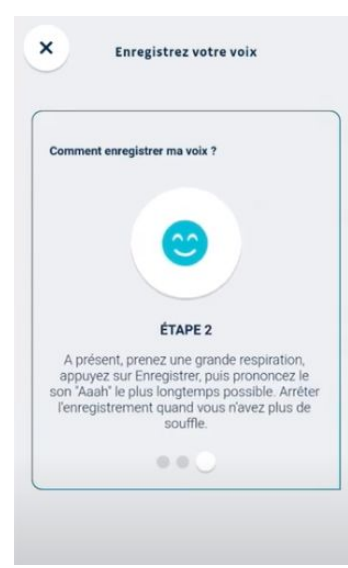 Enregistrez votre voix
Comment enregistrer ma voix ?
ÉTAPE 2
A présent, prenez une grande respiration,
appuyez sur Enregistrer, puis prononcez le
son "Aaah" le plus longtemps possible. Arrêter
l'enregistrement quand vous n'avez plus de
souffle.